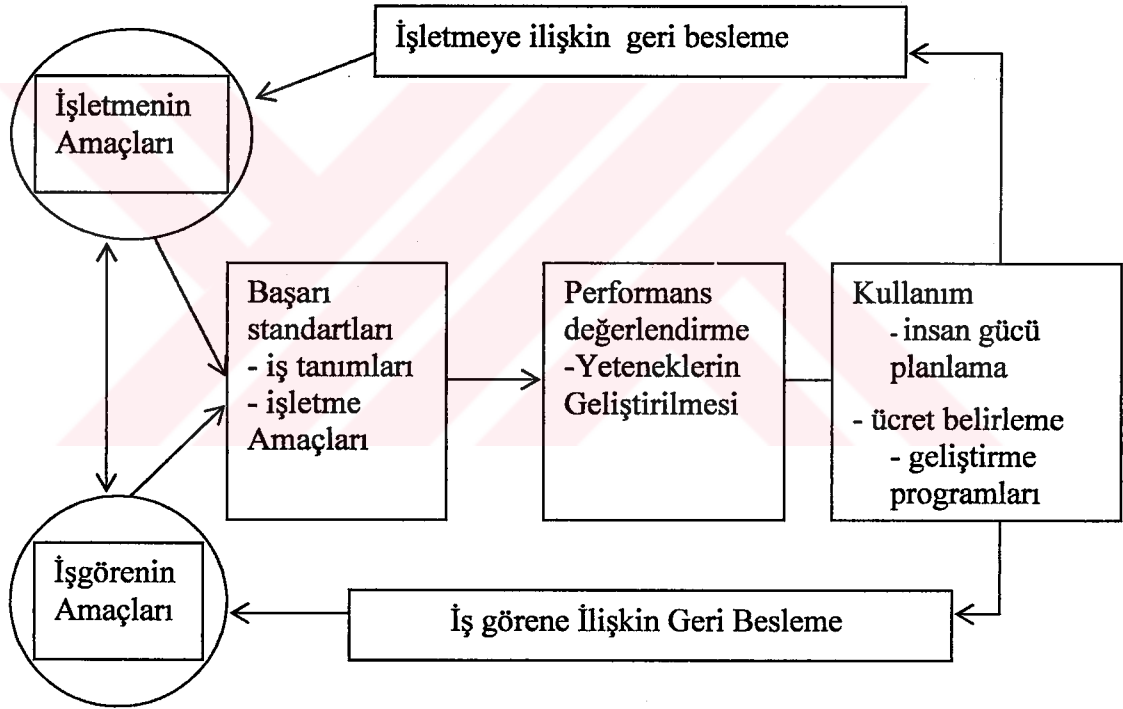 İşletmeye ilişkin geri besleme
İşletmenin
Amaçları
Başarı
standartları
- iş tanımları
- işletme
Amaçları
Performans
değerlendirme
-Yeteneklerin
Geliştirilmesi
Kullanım
- insan gücü
planlama
- ücret belirleme
- geliştirme
programları
İşgörenin
Amaçları
İş görene İlişkin Geri Besleme